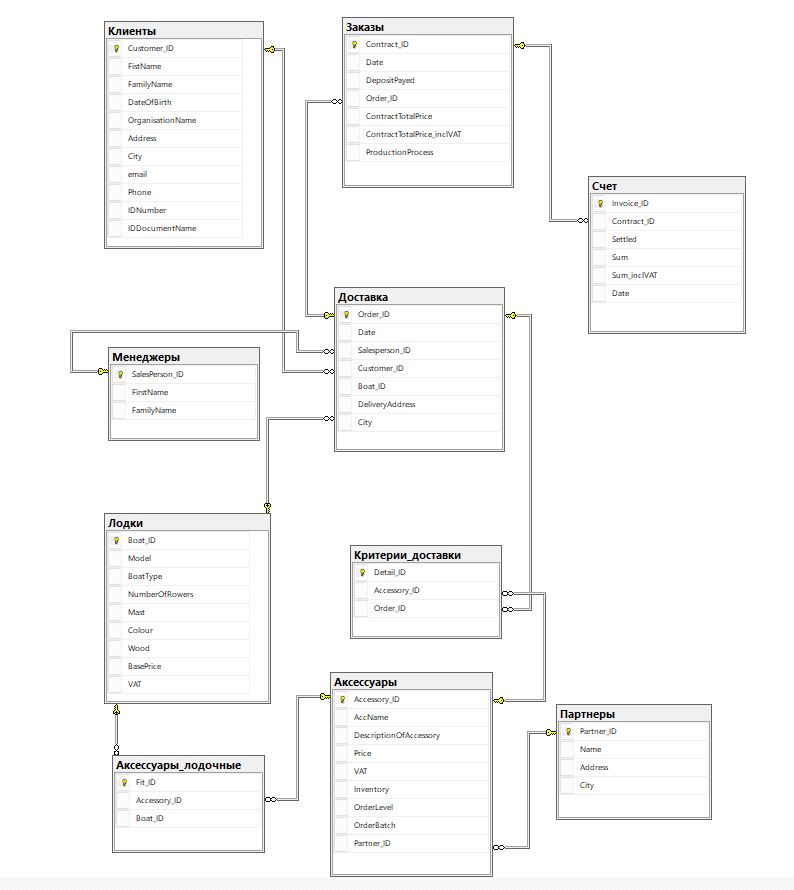 Клиенты
Customer_ID
FistName
FamilyName
DateOfBirth
OrganisationName
Address
City
email
Phone
IDNumber
IDDocumentName
Заказы
Contract_ID
Date
DepositPayed
Order_ID
ContractTotalPrice
ContractTotalPrice_inclVAT
ProductionProcess
Счет
Invoice_ID
Contract_ID
Settled
Sum
Sum_inclVAT
Date
Доставка
Order_ID
Date
Salesperson_ID
Customer_ID
Boat_ID
DeliveryAddress
City
Менеджеры
SalesPerson_ID
FirstName
FamilyName
Лодки
Boat_ID
Model
BoatType
NumberOfRowers
Mast
Colour
Wood
BasePrice
VAT
Критерии_доставки
Detail_ID
Accessory_ID
Order_ID
Аксессуары
Accessory_ID
AccName
DescriptionOfAccessory
Price
VAT
Inventory
OrderLevel
OrderBatch
Partner_ID
Партнеры
Partner_ID
Name
Address
City
Аксессуары_лодочные
Fit_ID
Accessory_ID
Boat_ID